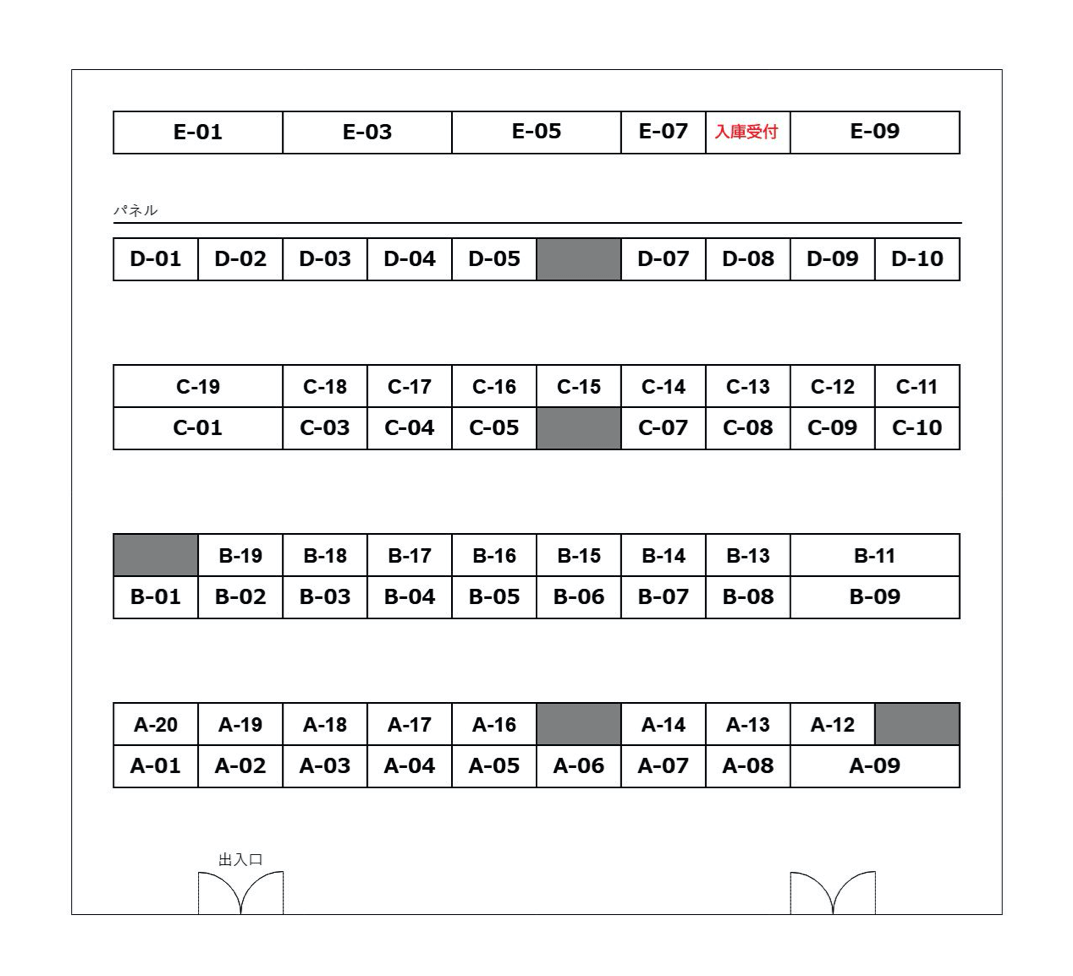 E-01 E-03 E-05 E-07 入庫受付 E-09
パネル
D-01 D-02 D-03 D-04 D-05 D-07 D-08 D-09 D-10
C-19 C-18 C-17 C-16 C-15 C-14 C-13 C-12 C-11
C-01 C-03 C-04 C-05 C-07 C-08 C-09 C-10
B-19 B-18 B-17 B-16 B-15 B-14 B-13 B-11
B-01 B-02 B-03 B-04 B-05 B-06 B-07 B-08 B-09
A-20 A-19 A-18 A-17 A-16 A-14 A-13 A-12
A-01 A-02 A-03 A-04 A-05 A-06 A-07 A-08 A-09
出入口